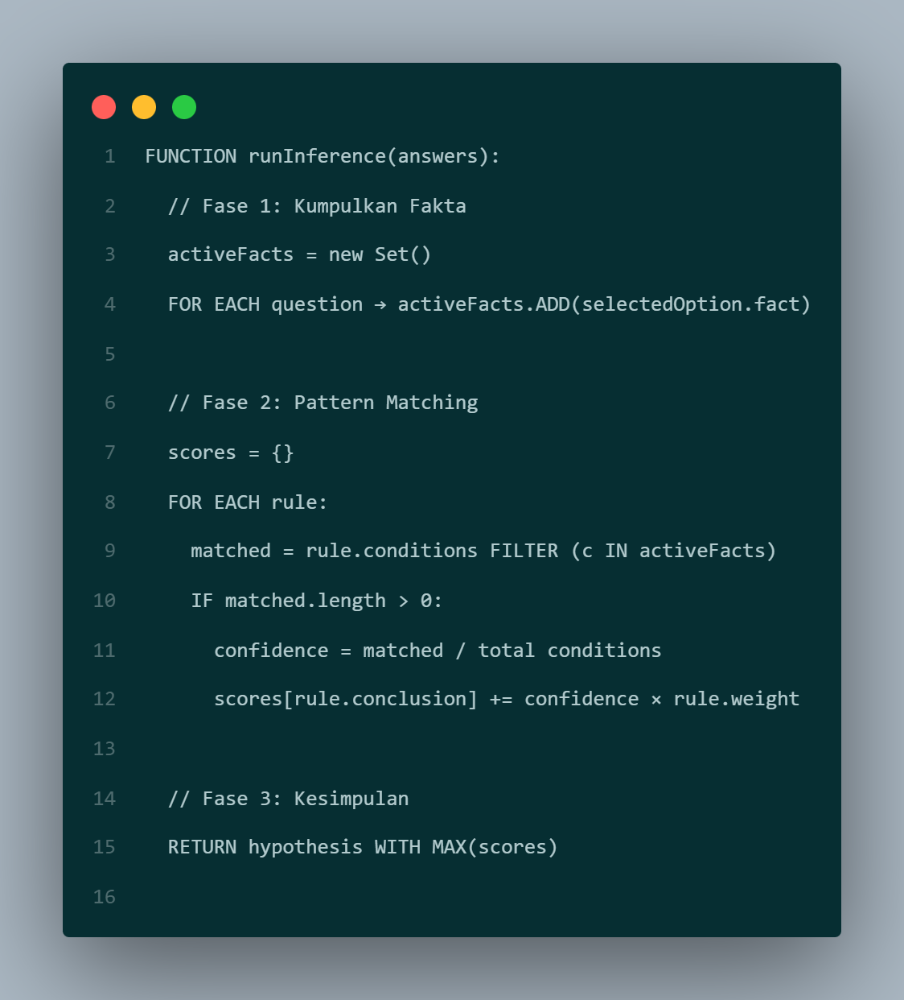 1 FUNCTION runInference(answers):
2 // Fase 1: Kumpulkan Fakta
3 activeFacts = new Set()
4 FOR EACH question → activeFacts.ADD(selectedOption.fact)
5
6 // Fase 2: Pattern Matching
7 scores = {}
8 FOR EACH rule:
9 matched = rule.conditions FILTER (c IN activeFacts)
10 IF matched.length > 0:
11 confidence = matched / total conditions
12 scores[rule.conclusion] += confidence × rule.weight
13
14 // Fase 3: Kesimpulan
15 RETURN hypothesis WITH MAX(scores)
16